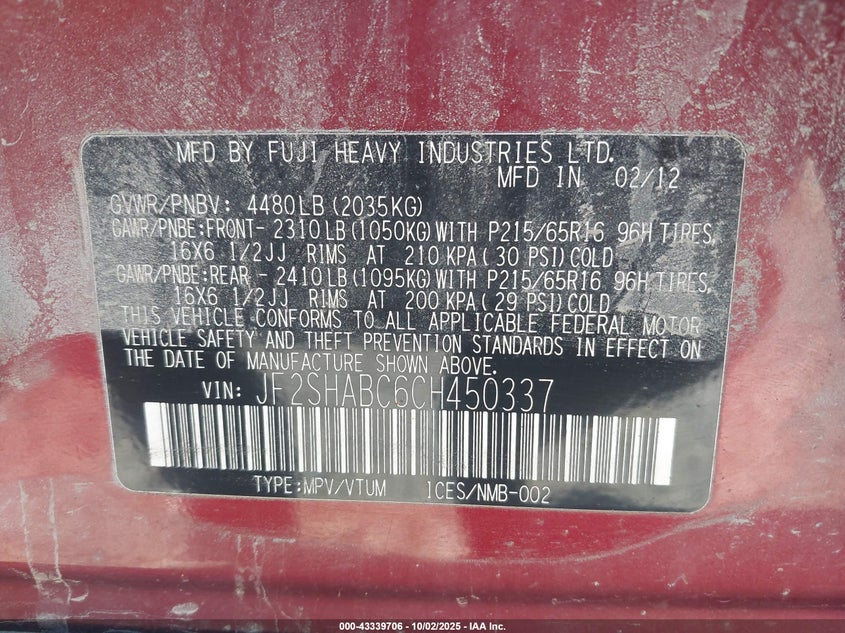 MFD BY FUJI HEAVY INDUSTRIES LTD.
MFD IN 02/12
GVWR/PNBV: 4480LB(2035KG)
GAWR/PNBE:FRONT- 2310LB(1050KG)WITH P215/65R16 96H TIRES,
16X6 1/2JJ RIMS AT 210 KPA(30 PSI)COLD
GAWR/PNBE:REAR - 2410LB(1095KG)WITH P215/65R16 96H TIRES,
16X6 1/2JJ RIMS AT 200 KPA(29 PSI)COLD
THIS VEHICLE CONFORMS TO ALL APPLICABLE FEDERAL MOTOR
VEHICLE SAFETY AND THEFT PREVENTION STANDARDS IN EFFECT ON
THE DATE OF MANUFACTURE SHOWN ABOVE.
VIN: JF2SHABC6CH450337
TYPE:MPV/VTUM ICES/NMB-002
000-43339706 - 10/02/2025 - IAA Inc.